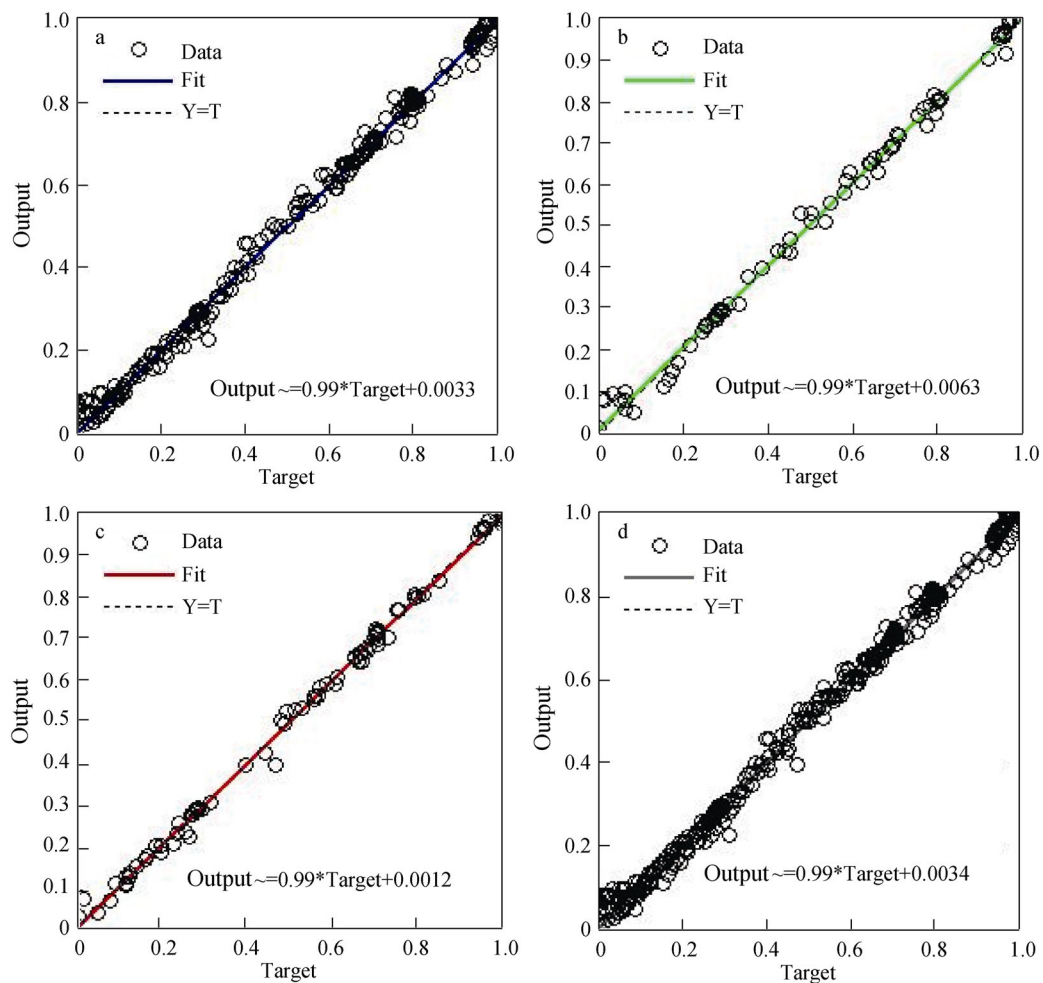 a
Data
Fit
Y=T
Output
1.0
0.8
0.6
0.4
0.2
0
Output~=0.99*Target+0.0033
0 0.2 0.4 0.6 0.8 1.0
Target
b
Data
Fit
Y=T
Output
1.0
0.9
0.8
0.7
0.6
0.5
0.4
0.3
0.2
0.1
0
Output~=0.99*Target+0.0063
0.2 0.4 0.6 0.8 1.0
Target
c
Data
Fit
Y=T
Output
1.0
0.9
0.8
0.7
0.6
0.5
0.4
0.3
0.2
0.1
0
Output~=0.99*Target+0.0012
0 0.2 0.4 0.6 0.8 1.0
Target
d
Data
Fit
Y=T
Output
1.0
0.8
0.6
0.4
0.2
0
Output~=0.99*Target+0.0034
0 0.2 0.4 0.6 0.8 1.0
Target